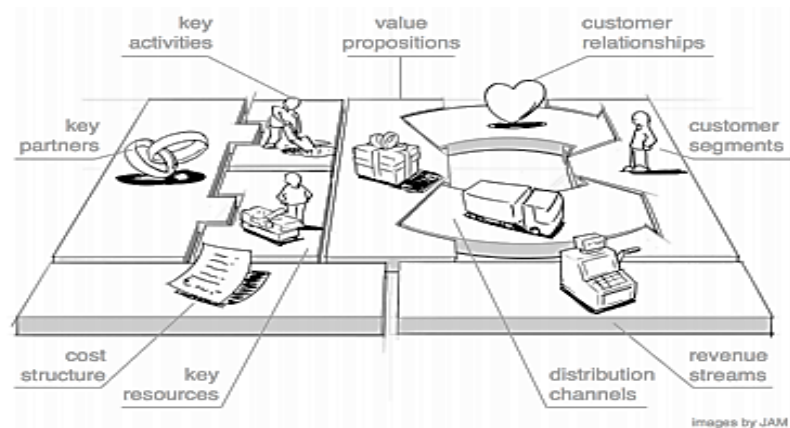 key
activities
value
propositions
customer
relationships
key
partners
customer
segments
cost
structure
key
resources
distribution
channels
revenue
streams
images by JAM